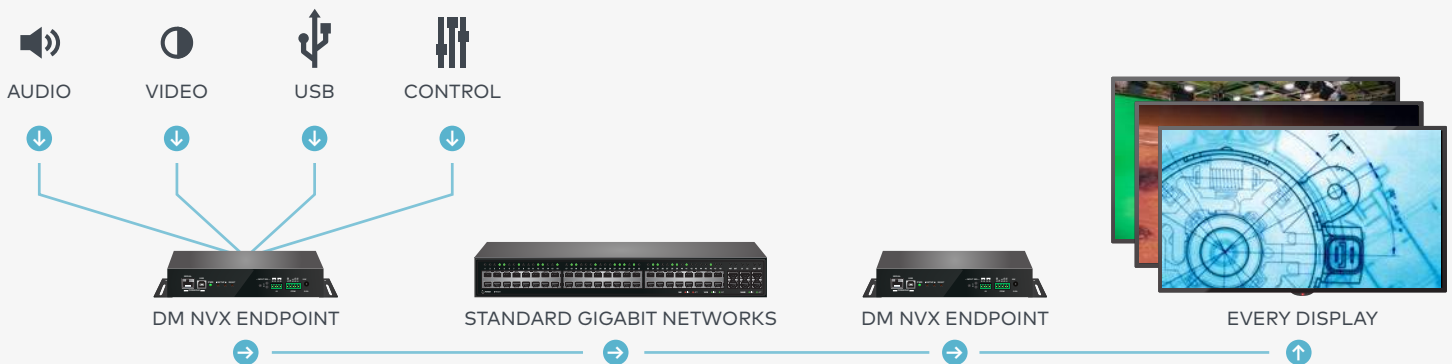 AUDIO
VIDEO
USB
CONTROL
DM NVX ENDPOINT
STANDARD GIGABIT NETWORKS
DM NVX ENDPOINT
EVERY DISPLAY